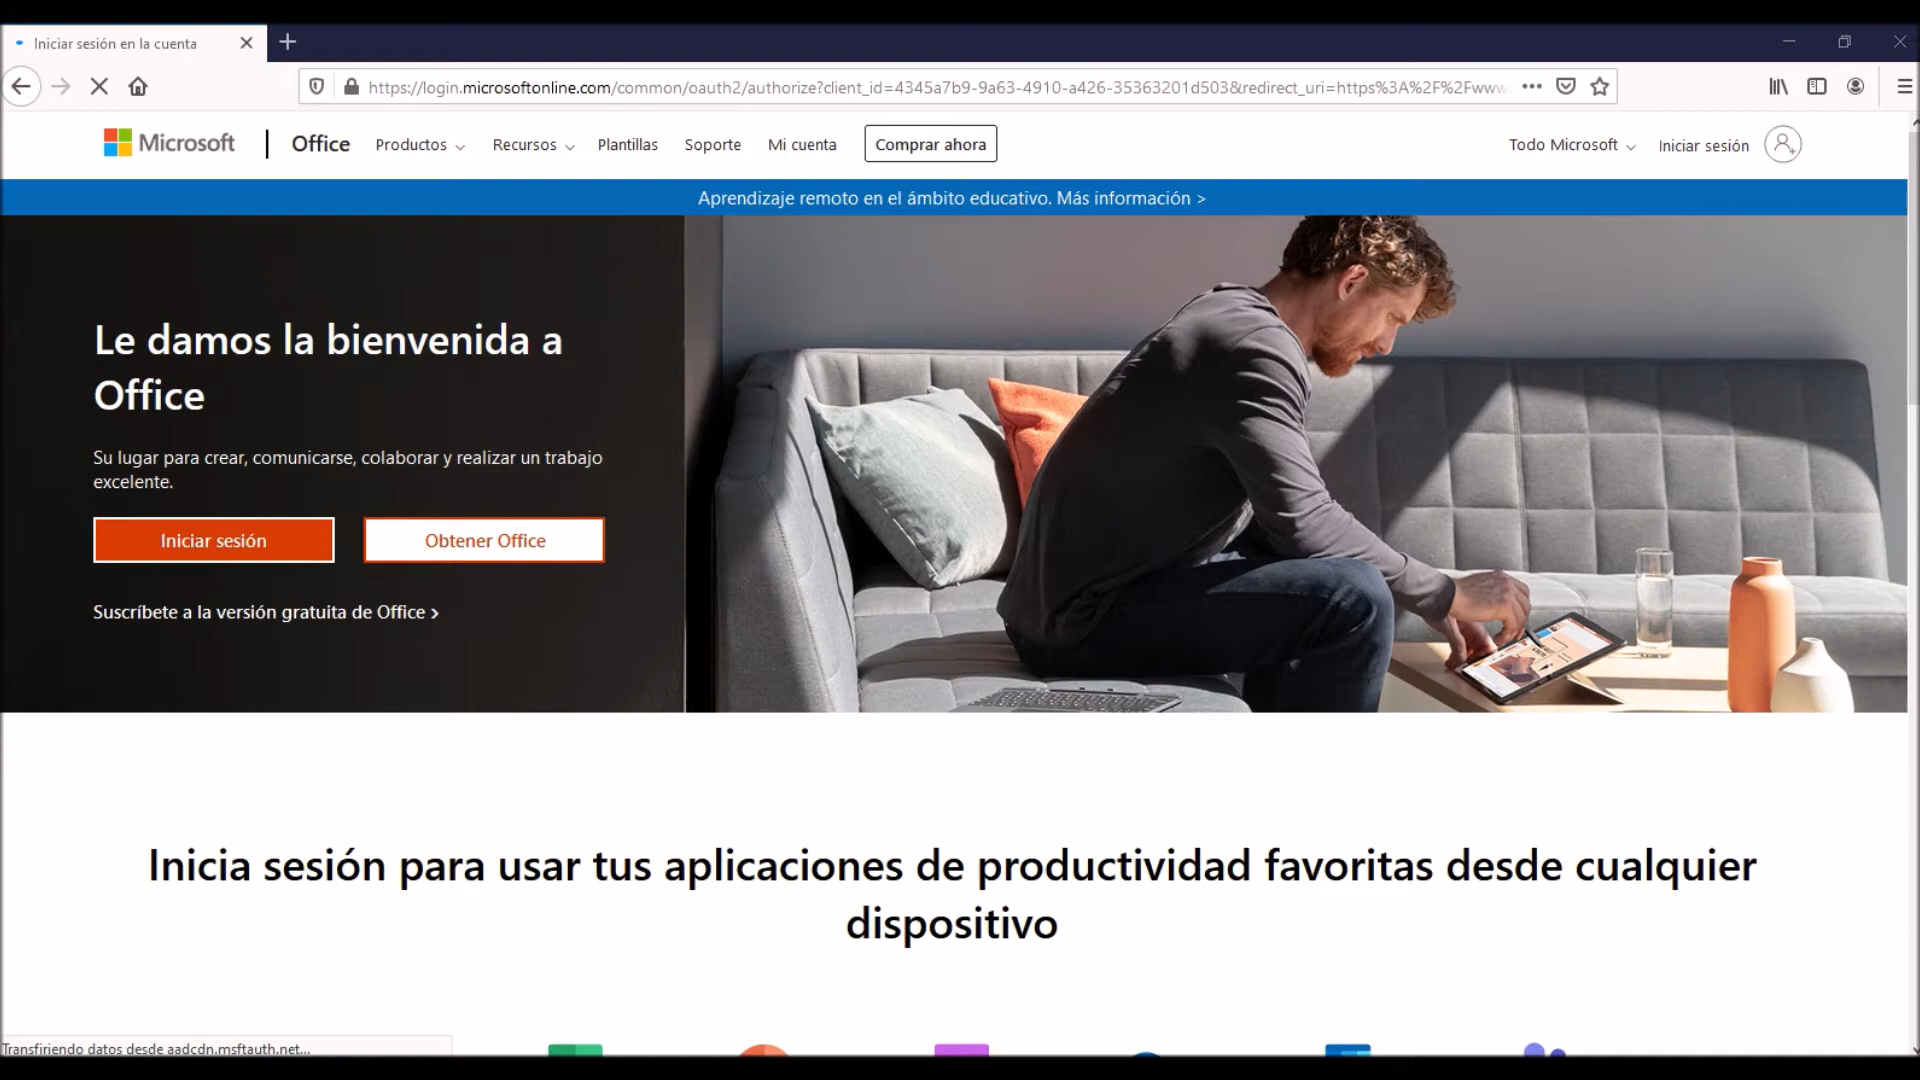 Iniciar sesión en la cuenta
https://login.microsoftonline.com/common/oauth2/authorize?client_id=4345a7b9-9a63-4910-a426-35363201d503&redirect_uri=https%3A%2F%2Fwww
Microsoft Office Productos Recursos Plantillas Soporte Mi cuenta Comprar ahora Todo Microsoft Iniciar sesión
Aprendizaje remoto en el ámbito educativo. Más información >
Le damos la bienvenida a
Office
Su lugar para crear, comunicarse, colaborar y realizar un trabajo
excelente.
Iniciar sesión Obtener Office
Suscríbete a la versión gratuita de Office >
Inicia sesión para usar tus aplicaciones de productividad favoritas desde cualquier
dispositivo
Transfiriendo datos desde aadcdn.msftauth.net...